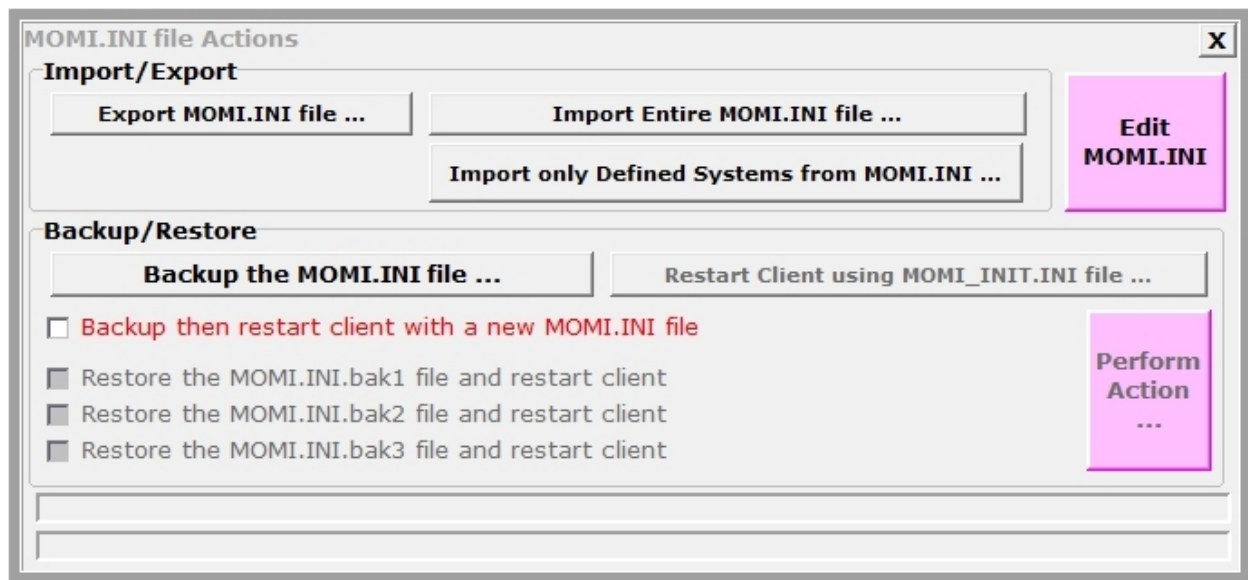 MOMI.INI file Actions
X
Import/Export
Export MOMI.INI file ...
Import Entire MOMI.INI file ...
Import only Defined Systems from MOMI.INI ...
Edit
MOMI.INI
Backup/Restore
Backup the MOMI.INI file ...
Restart Client using MOMI_INIT.INI file ...
Backup then restart client with a new MOMI.INI file
Restore the MOMI.INI.bak1 file and restart client
Restore the MOMI.INI.bak2 file and restart client
Restore the MOMI.INI.bak3 file and restart client
Perform
Action
...